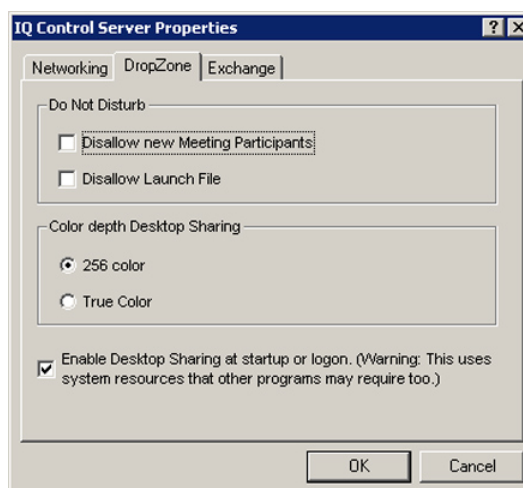 IQ Control Server Properties
Networking DropZone Exchange
Do Not Disturb
Disallow new Meeting Participants
Disallow Launch File
Color depth Desktop Sharing
256 color
True Color
Enable Desktop Sharing at startup or logon. (Warning: This uses
system resources that other programs may require too.)
OK Cancel